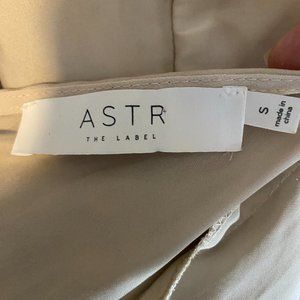 ASTR
THE LABEL
S
made in
china